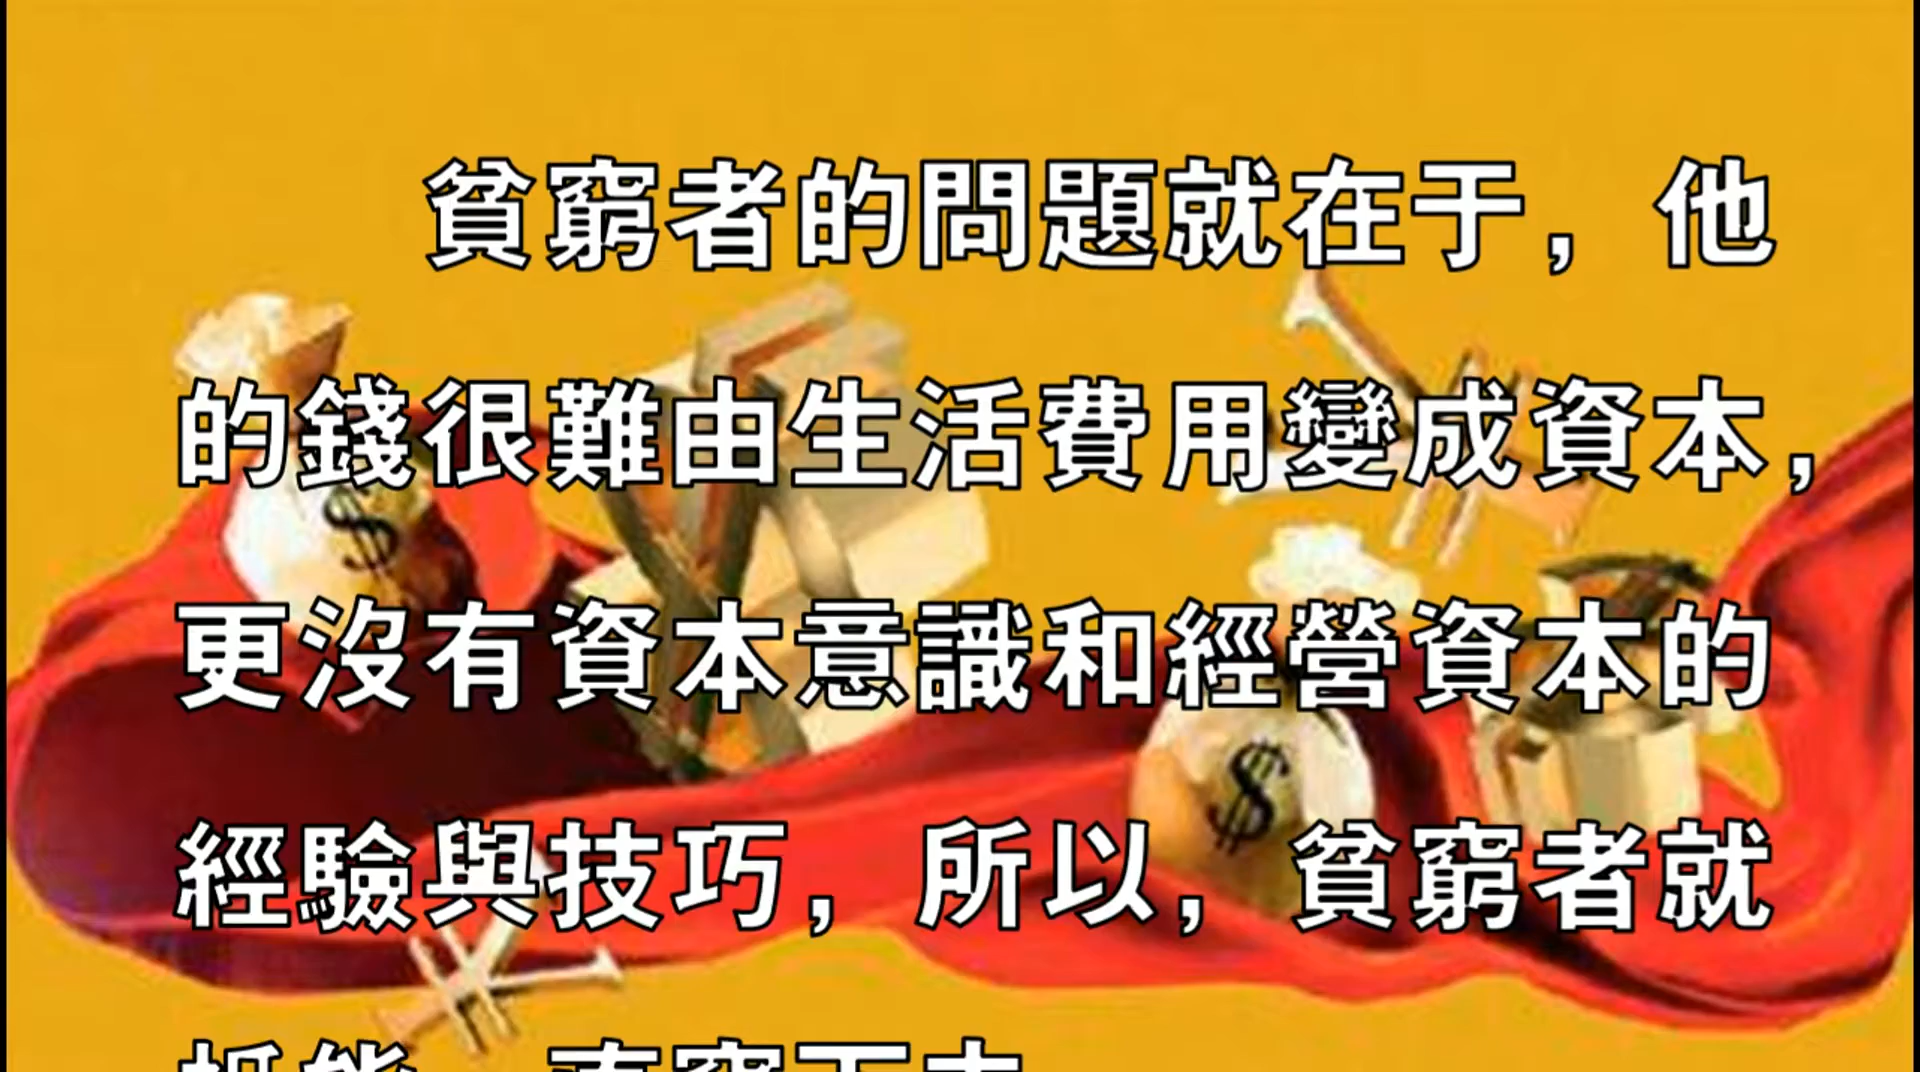 貧窮者的問題就在于，他
的錢很難由生活費用變成資本，
更沒有資本意識和經營資本的
經驗與技巧，所以，貧窮者就